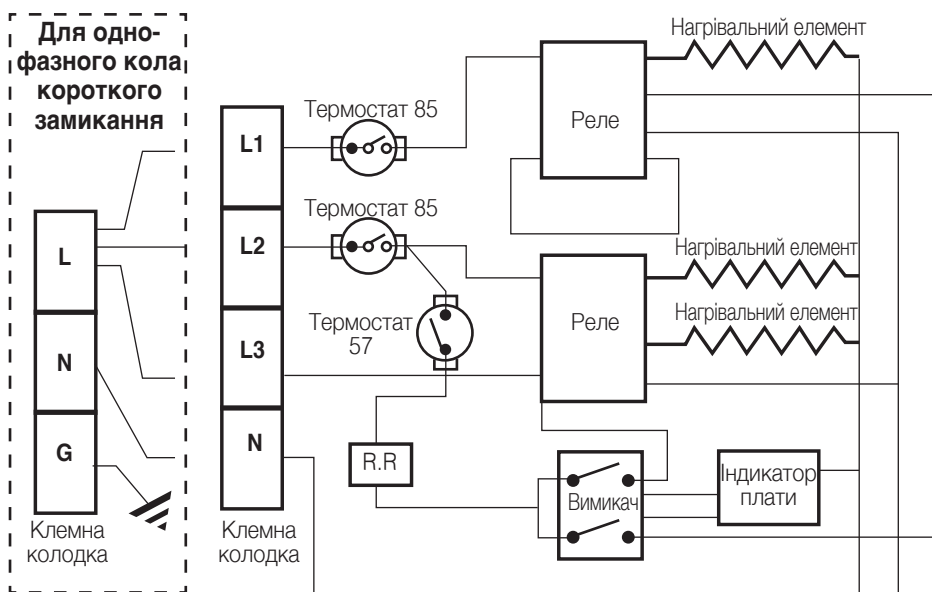 Для одно-
фазного кола
короткого
замикання
L
N
G
Клемна
колодка
L1
L2
L3
N
Клемна
колодка
Термостат 85
Термостат 85
Термостат
57
R.R
Реле
Реле
Нагрівальний елемент
Нагрівальний елемент
Нагрівальний елемент
Вимикач
Індикатор
плати